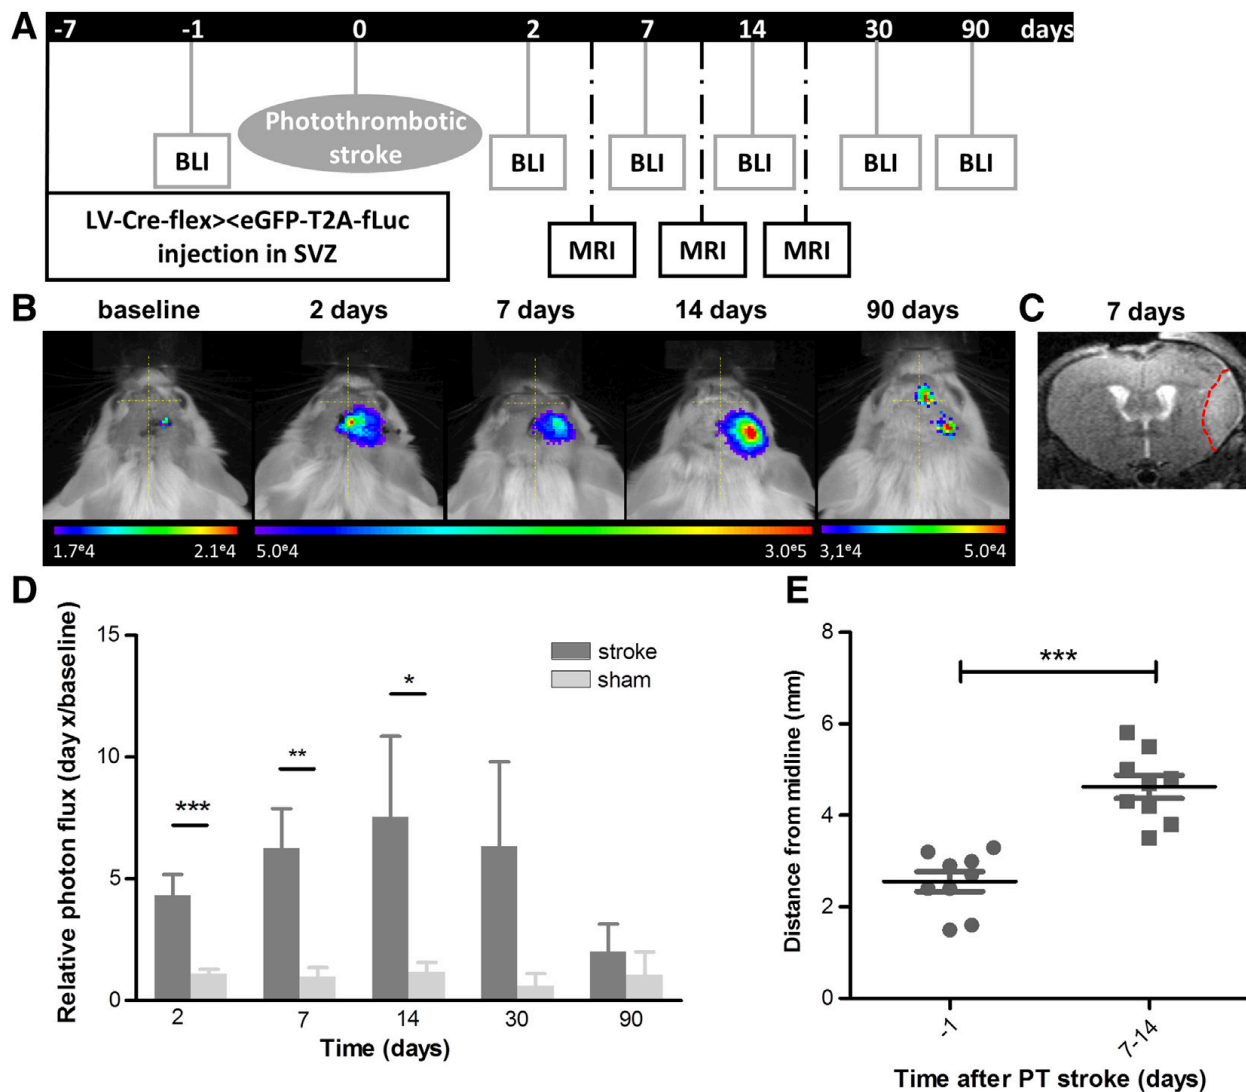 A
-7 -1 0 2 7 14 30 90 days
Photothrombotic
stroke
BLI BLI BLI BLI BLI BLI
LV-Cre-flex><eGFP-T2A-fLuc
injection in SVZ
MRI MRI MRI
B baseline 2 days 7 days 14 days 90 days
C 7 days
1.7e4 2.1e4 5.0e4 3.0e5 3,1e4 5.0e4
D
Relative photon flux (day x/baseline)
15
10
5
0
*** ** *
stroke
sham
2 7 14 30 90
Time (days)
E
Distance from midline (mm)
8
6
4
2
0
***
-1 7-14
Time after PT stroke (days)